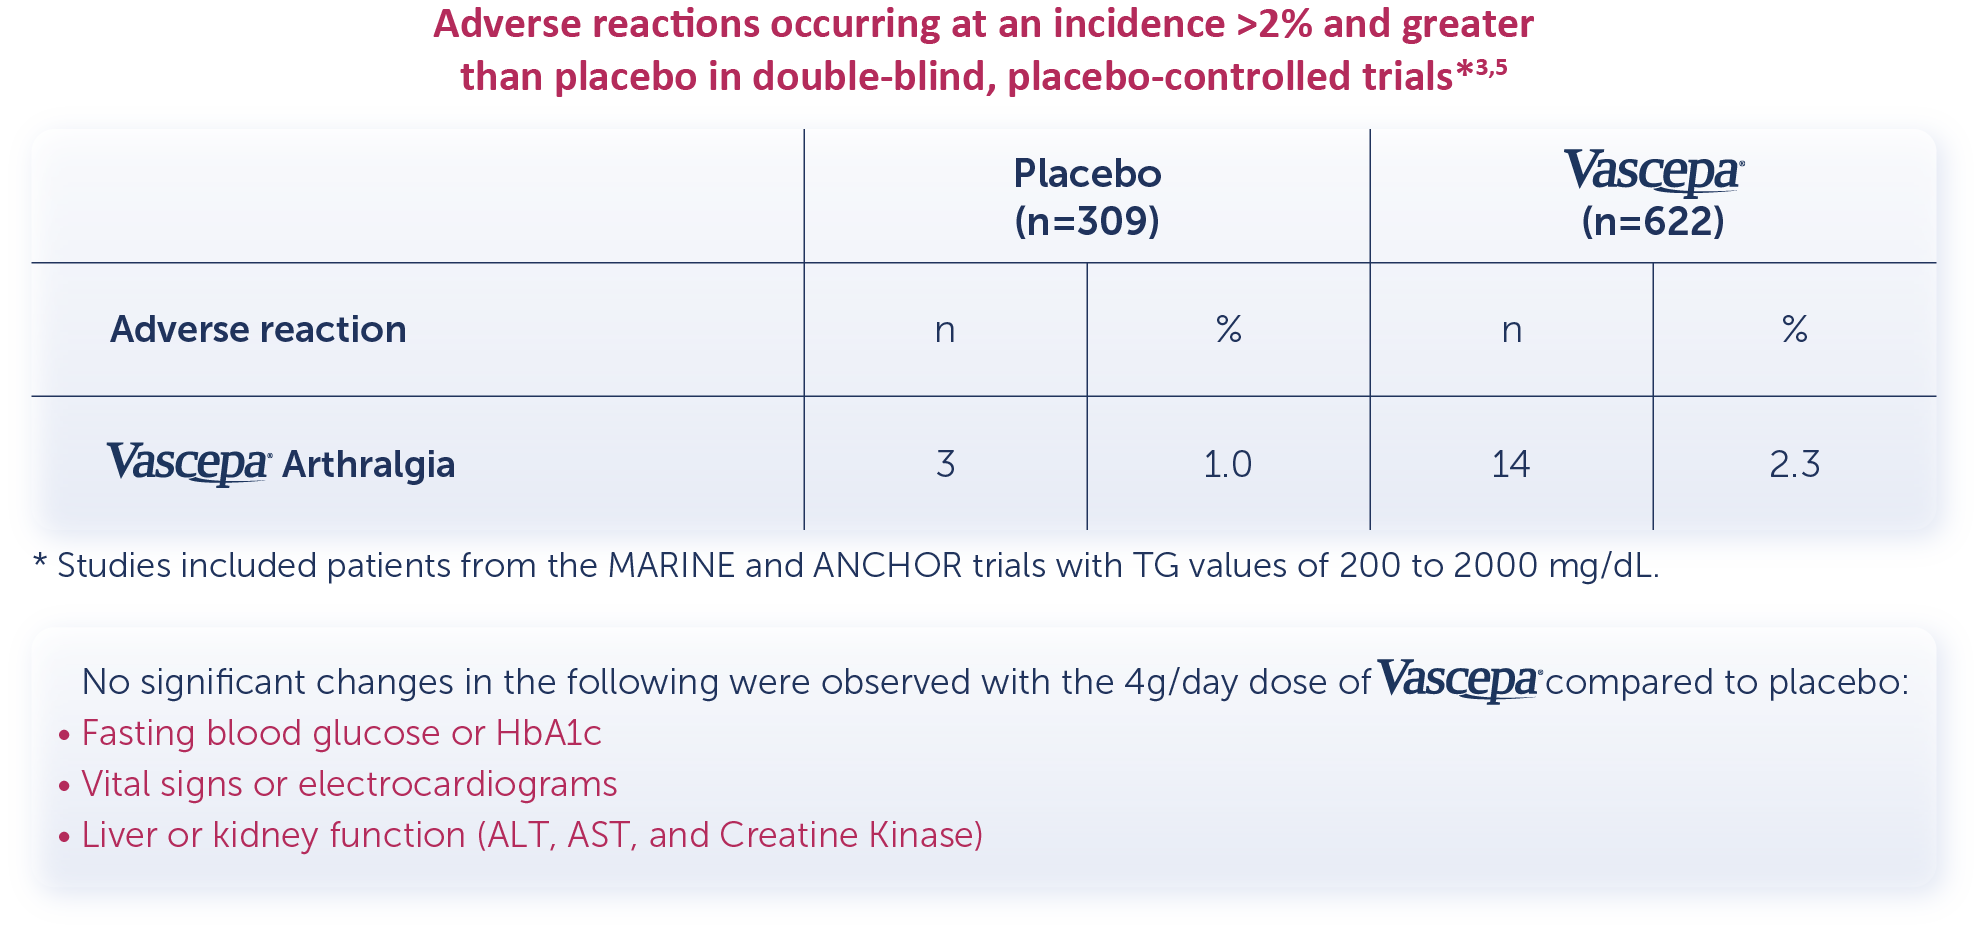 Adverse reactions occurring at an incidence >2% and greater
than placebo in double-blind, placebo-controlled trials*3,5
Placebo
(n=309)
Vascepa®
(n=622)
Adverse reaction n % n %
Vascepa® Arthralgia 3 1.0 14 2.3
* Studies included patients from the MARINE and ANCHOR trials with TG values of 200 to 2000 mg/dL.
No significant changes in the following were observed with the 4g/day dose of Vascepa® compared to placebo:
• Fasting blood glucose or HbA1c
• Vital signs or electrocardiograms
• Liver or kidney function (ALT, AST, and Creatine Kinase)